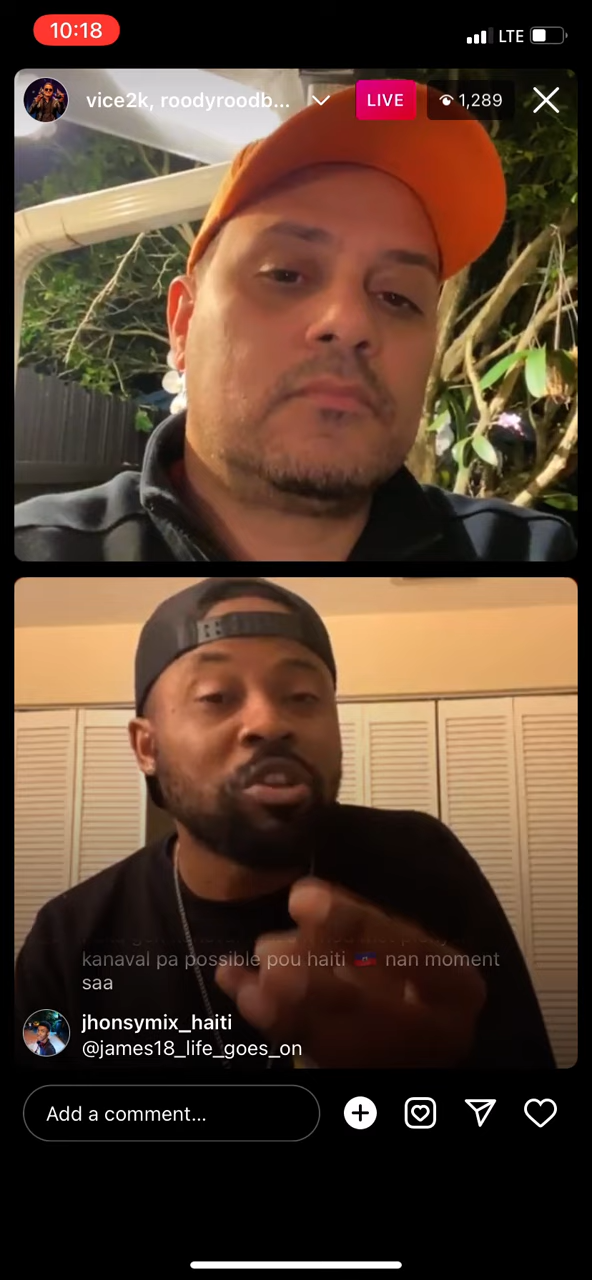 10:18
LTE
vice2k, roodyroodb...
LIVE
1,289
kanaval pa possible pou haiti 🇭🇹 nan moment
saa
jhonsymix_haiti
@james18_life_goes_on
Add a comment...